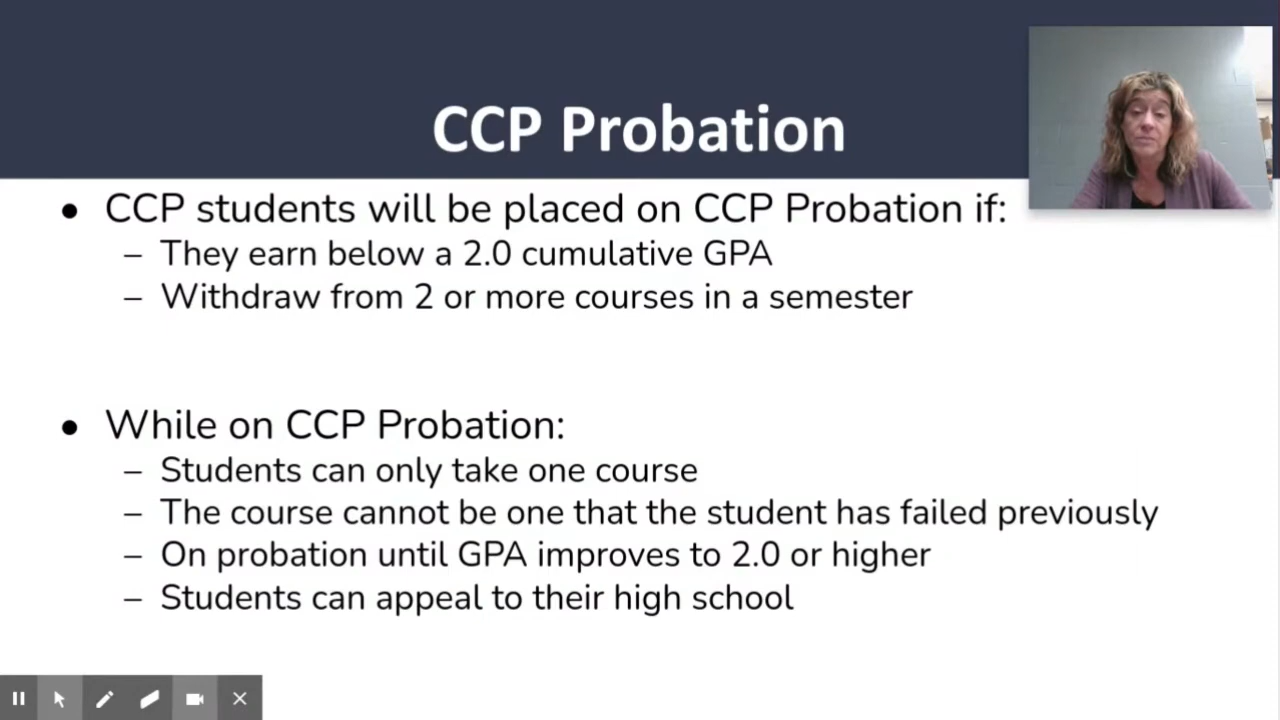 CCP Probation
● CCP students will be placed on CCP Probation if:
– They earn below a 2.0 cumulative GPA
– Withdraw from 2 or more courses in a semester
● While on CCP Probation:
– Students can only take one course
– The course cannot be one that the student has failed previously
– On probation until GPA improves to 2.0 or higher
– Students can appeal to their high school